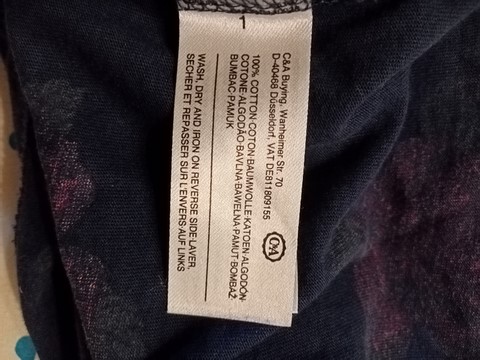 1
C&A Buying, Wanheimer Str. 70
D-40468 Düsseldorf, VAT DE811809155
C&A
100% COTTON·COTON·BAUMWOLLE·KATOEN·ALGODÓN·
COTONE·ALGODÃO·BAVLNA·BAWEŁNA·PAMUT·BOMBAŽ·
BUMBAC·PAMUK
WASH, DRY AND IRON ON REVERSE SIDE·LAVER,
SECHER ET REPASSER SUR L'ENVERS·AUF LINKS